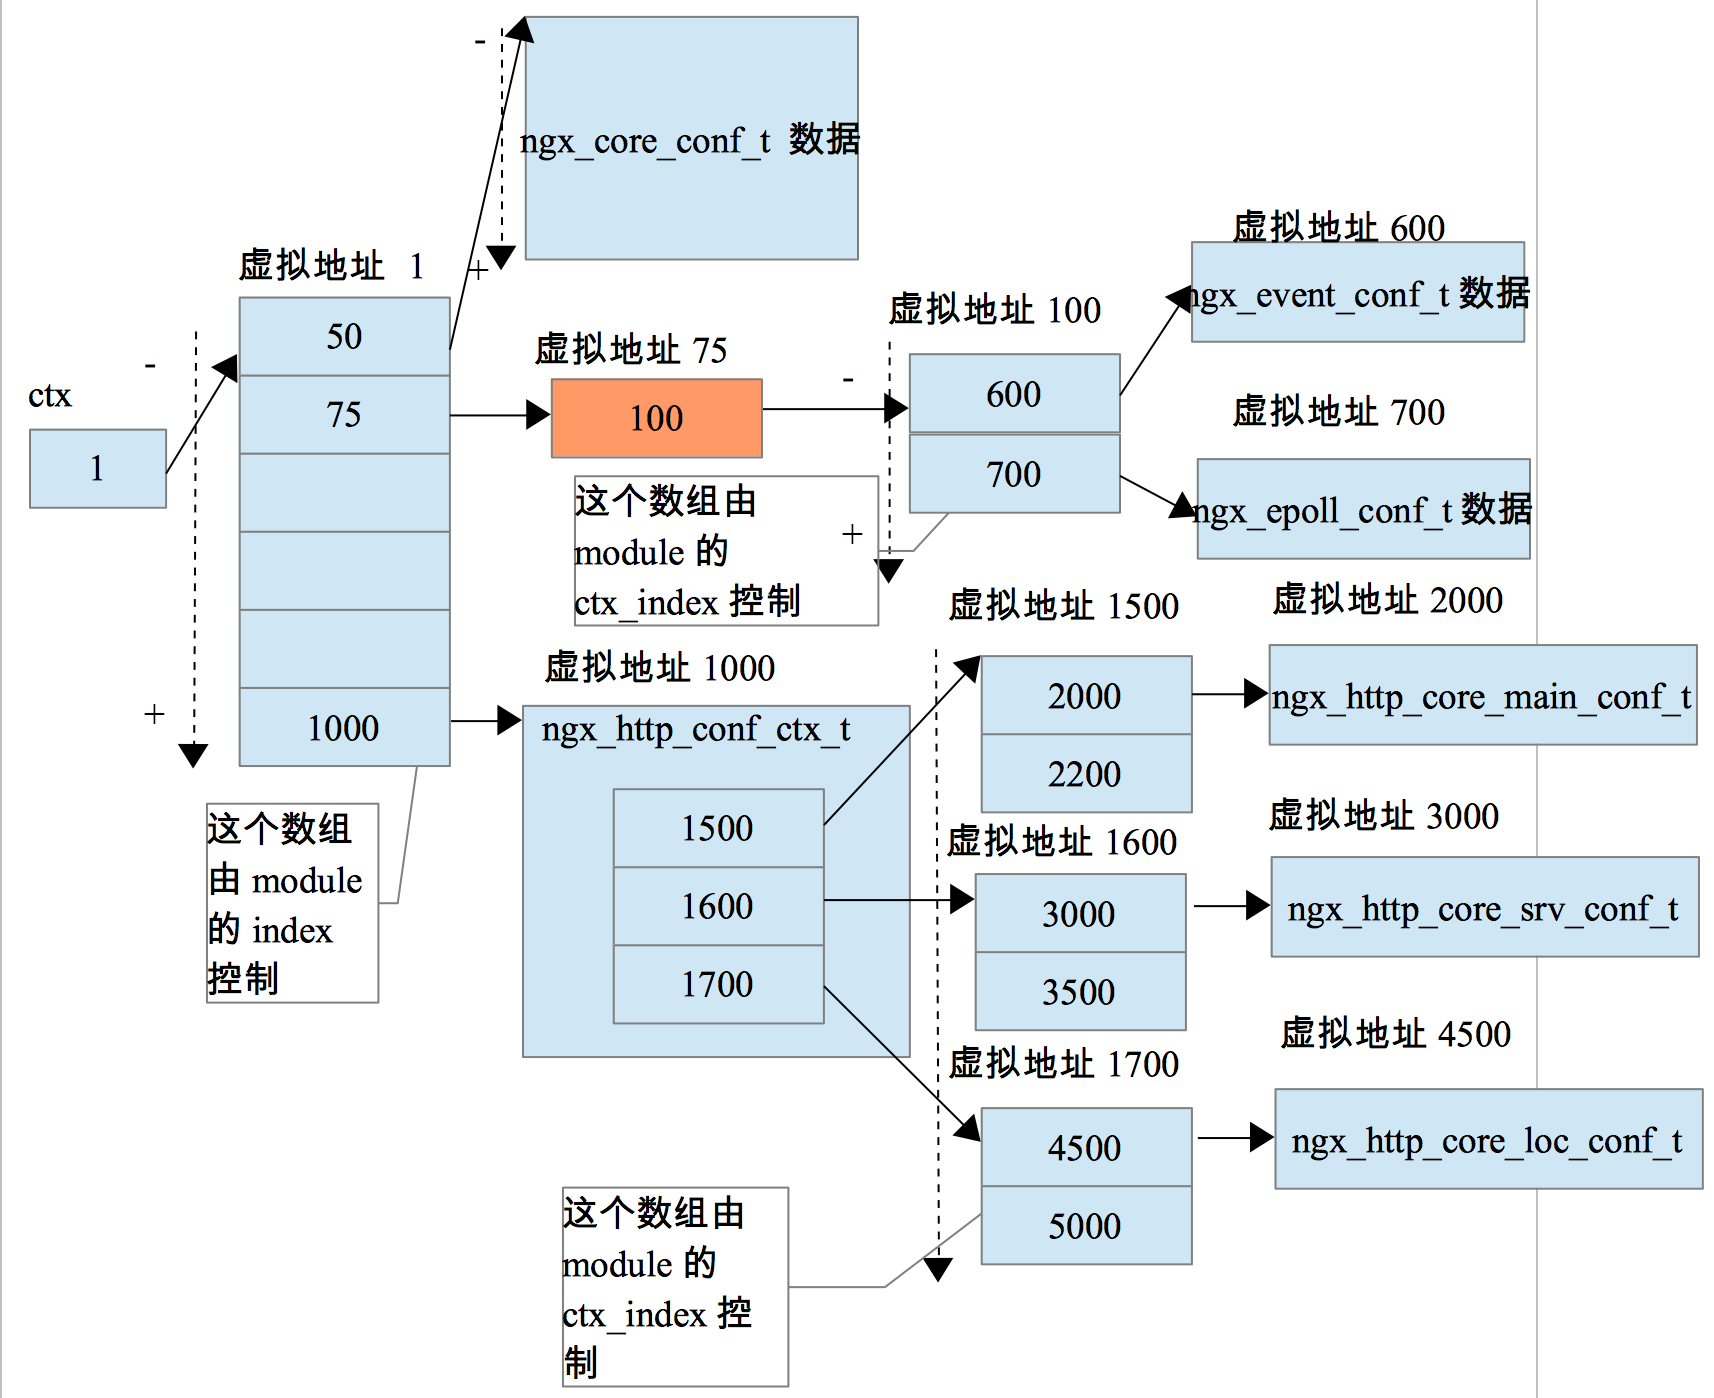 -
ngx_core_conf_t 数据
+
虚拟地址 1
50
75
1000
-
+
ctx
1
这个数组
由 module
的 index
控制
虚拟地址 75
100
虚拟地址 100
-
600
700
+
这个数组由
module 的
ctx_index 控制
虚拟地址 600
ngx_event_conf_t 数据
虚拟地址 700
ngx_epoll_conf_t 数据
虚拟地址 1000
ngx_http_conf_ctx_t
1500
1600
1700
虚拟地址 1500
2000
2200
虚拟地址 2000
ngx_http_core_main_conf_t
虚拟地址 1600
3000
3500
虚拟地址 3000
ngx_http_core_srv_conf_t
虚拟地址 1700
4500
5000
虚拟地址 4500
ngx_http_core_loc_conf_t
这个数组由
module 的
ctx_index 控
制